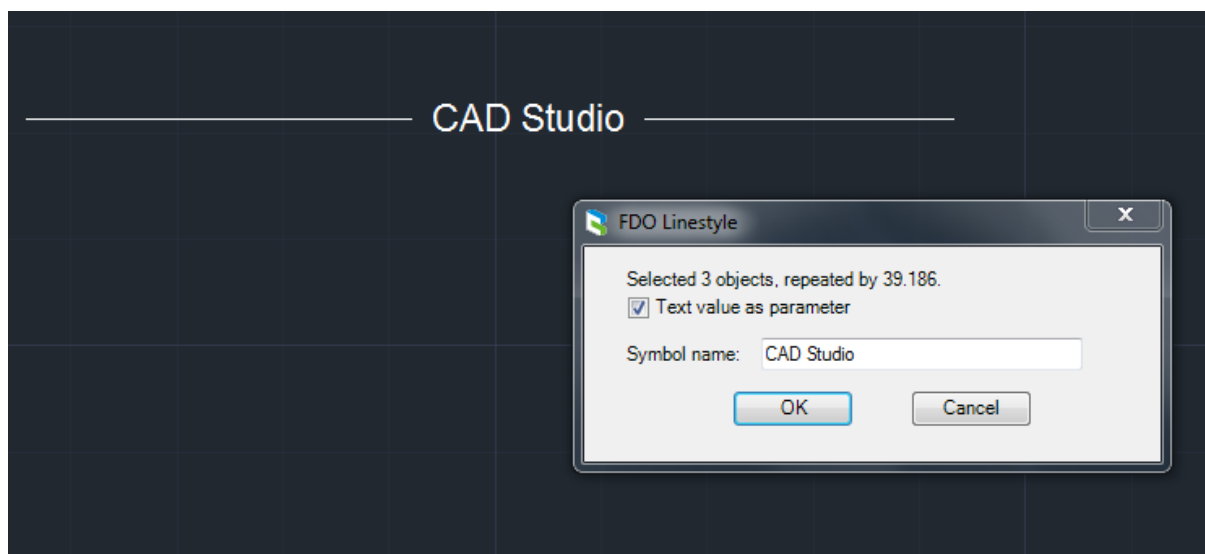 CAD Studio
FDO Linestyle
Selected 3 objects, repeated by 39.186.
Text value as parameter
Symbol name: CAD Studio
OK Cancel